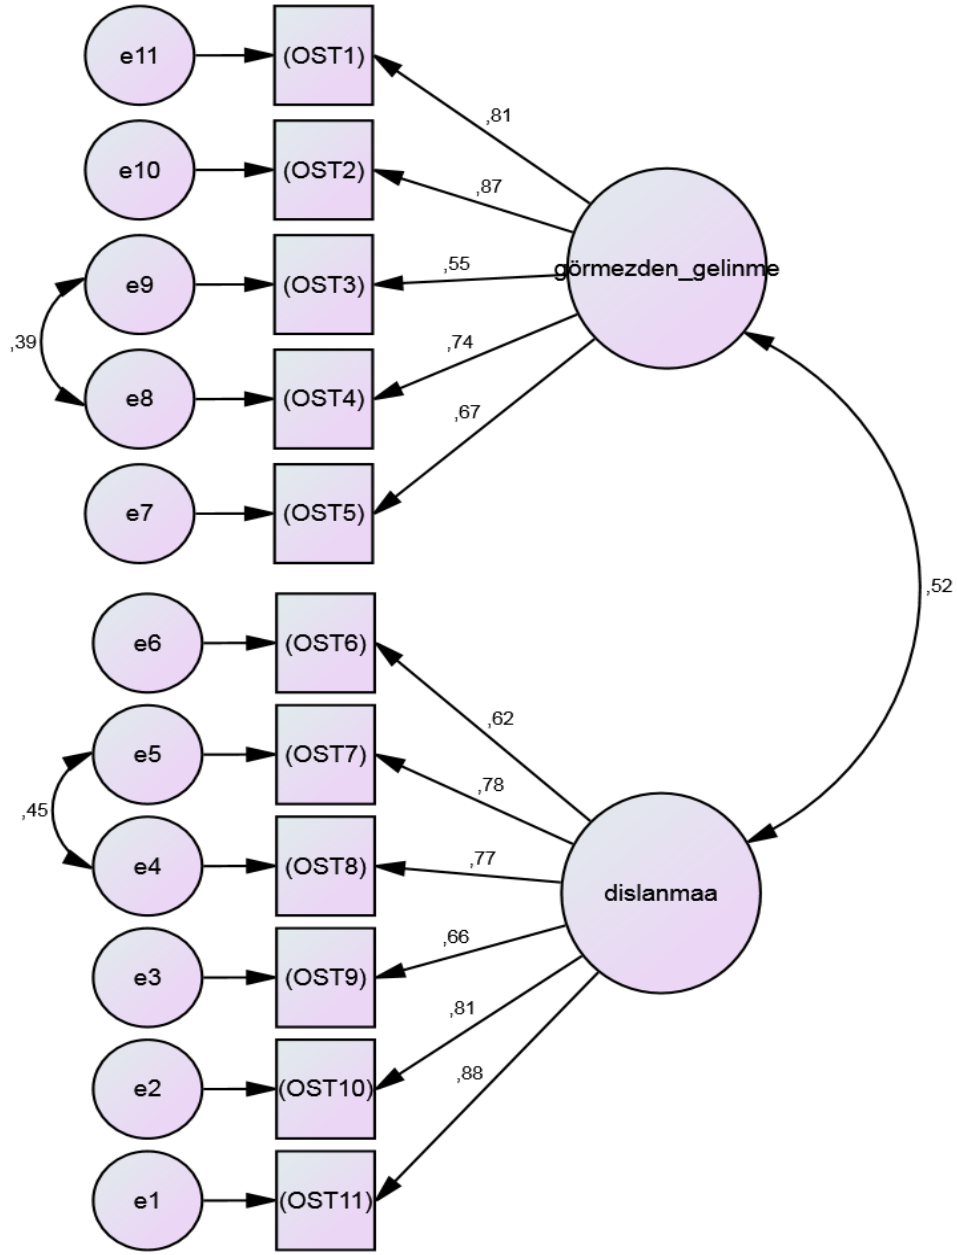 e11
(OST1)
,81
e10
(OST2)
,87
e9
(OST3)
,55
görmezden_gelinme
,39
e8
(OST4)
,74
,67
e7
(OST5)
,52
e6
(OST6)
,62
e5
(OST7)
,78
,45
e4
(OST8)
,77
dislanmaa
e3
(OST9)
,66
,81
e2
(OST10)
,88
e1
(OST11)